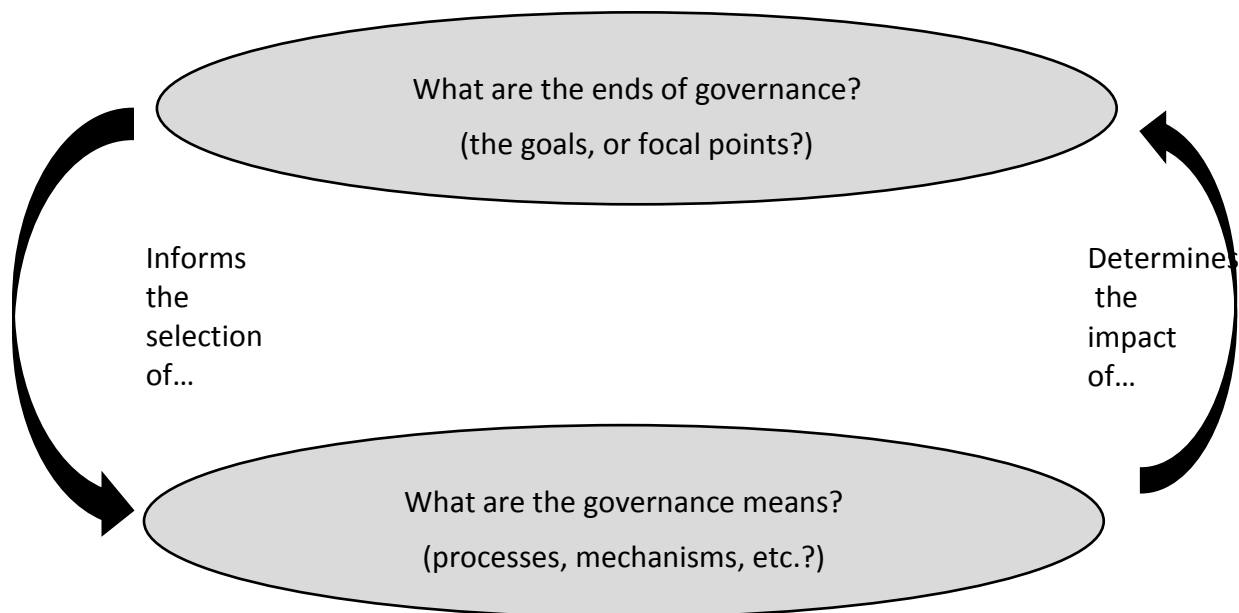 What are the ends of governance?
(the goals, or focal points?)
Informs
the
selection
of…
Determines
the
impact
of…
What are the governance means?
(processes, mechanisms, etc.?)